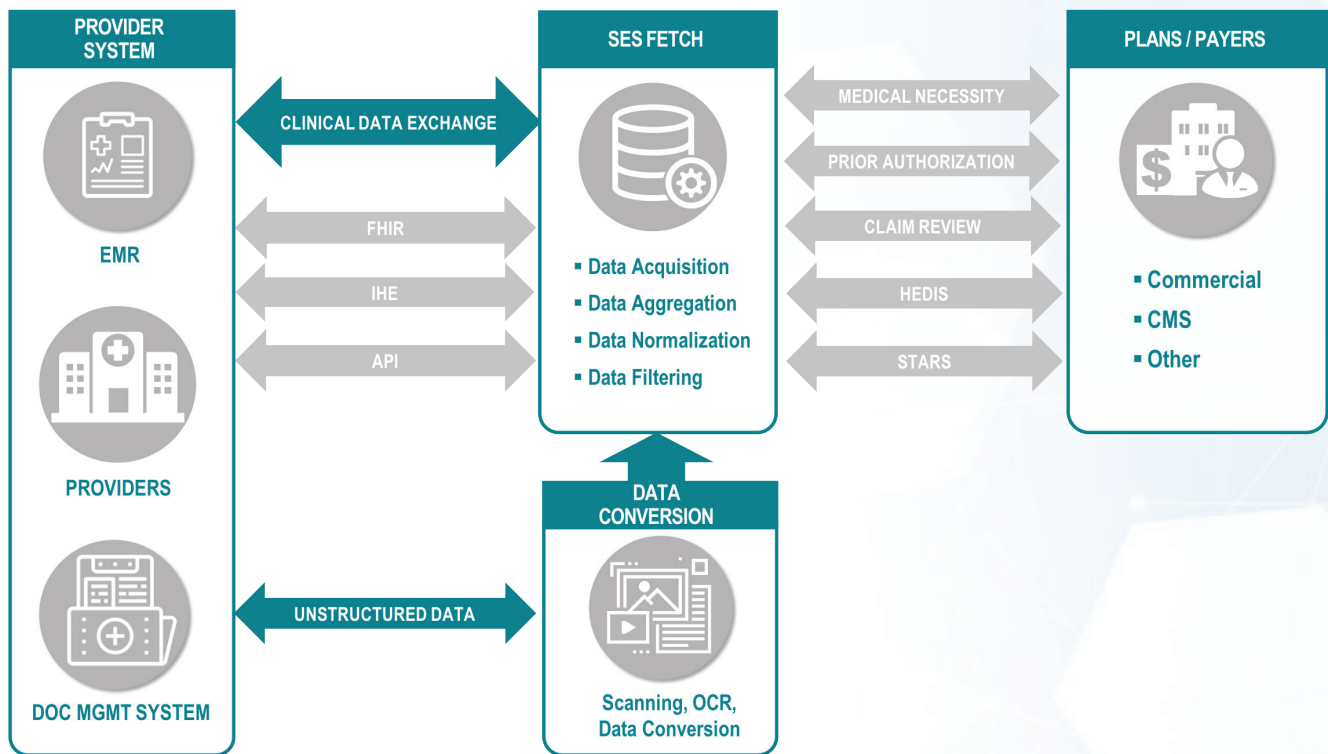 PROVIDER
SYSTEM
EMR
PROVIDERS
DOC MGMT SYSTEM
CLINICAL DATA EXCHANGE
FHIR
IHE
API
UNSTRUCTURED DATA
SES FETCH
▪ Data Acquisition
▪ Data Aggregation
▪ Data Normalization
▪ Data Filtering
DATA
CONVERSION
Scanning, OCR,
Data Conversion
MEDICAL NECESSITY
PRIOR AUTHORIZATION
CLAIM REVIEW
HEDIS
STARS
PLANS / PAYERS
$
▪ Commercial
▪ CMS
▪ Other